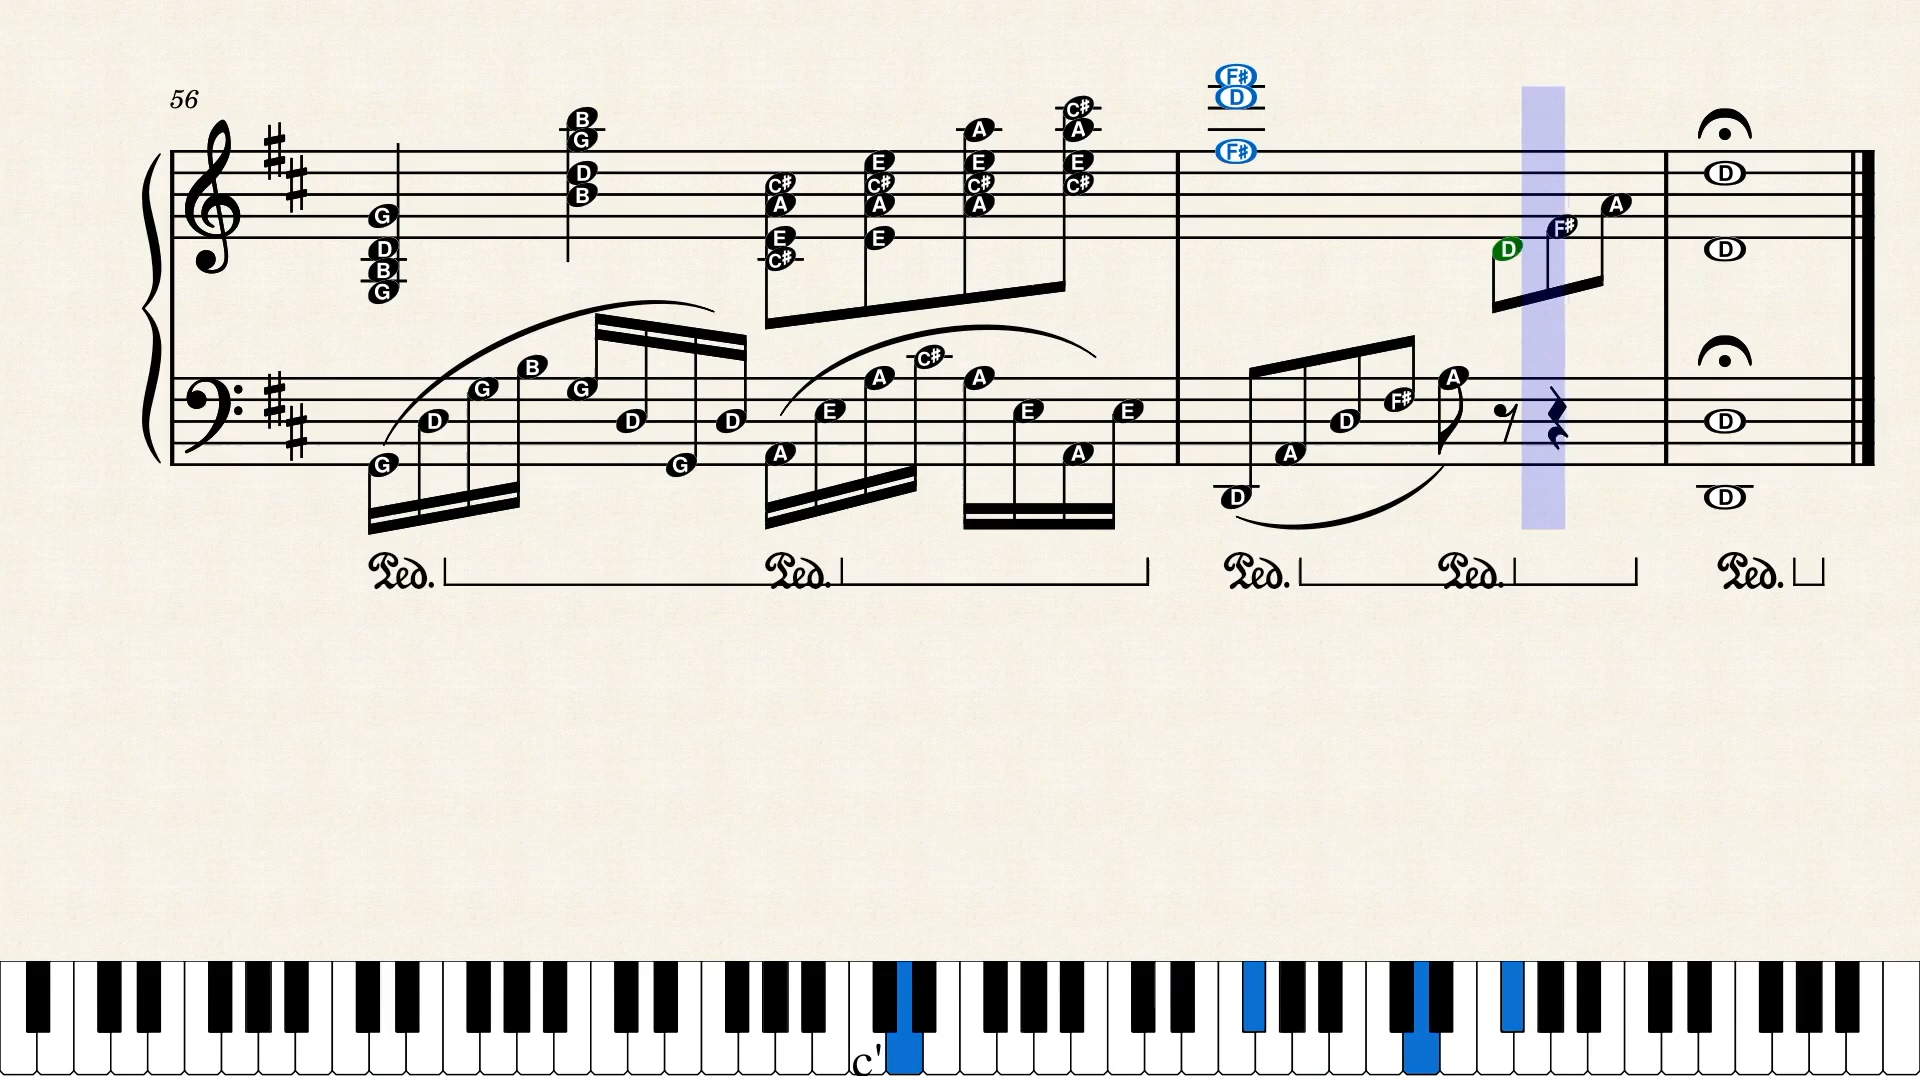 F♯
D
56
C♯
B
A A
G
F♯
E E E
D D
C♯ C♯ C♯ C♯
B
A A A A
G
F♯
E E
D D D
C♯
B
G
C♯
B
A A A
G G
F♯
E E E
D D D D D
A A A
G G
D D
Ped. Ped. Ped. Ped. Ped.
c'